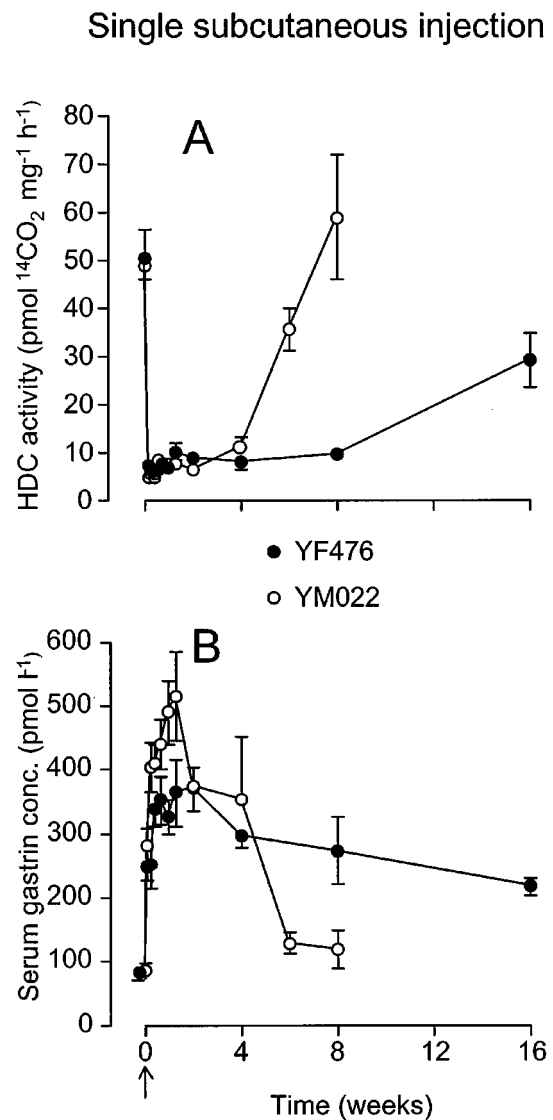 Single subcutaneous injection
A
HDC activity (pmol ¹⁴CO₂ mg⁻¹ h⁻¹)
80
70
60
50
40
30
20
10
0
YF476
YM022
B
Serum gastrin conc. (pmol l⁻¹)
600
500
400
300
200
100
0
0 4 8 12 16
Time (weeks)